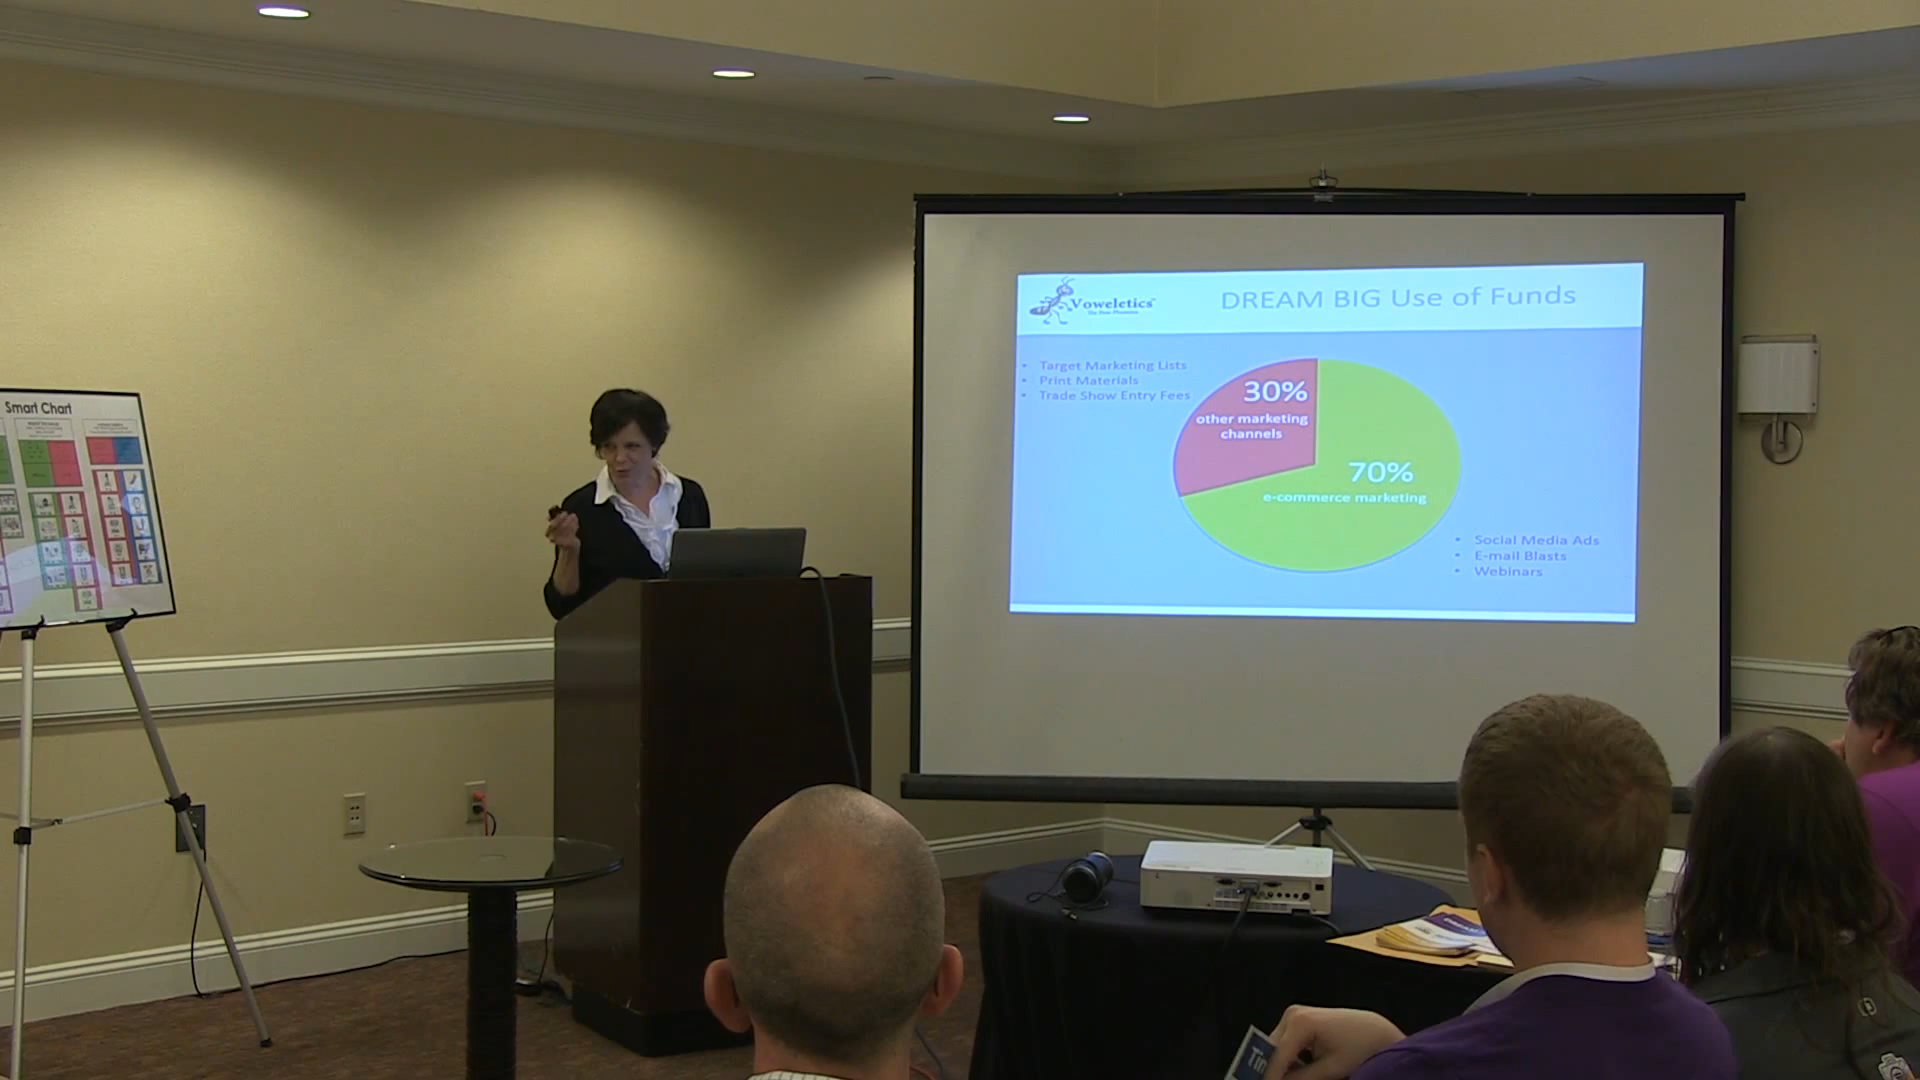 Smart Chart
Voweletics
DREAM BIG Use of Funds
• Target Marketing Lists
• Print Materials
• Trade Show Entry Fees
30%
other marketing
channels
70%
e-commerce marketing
• Social Media Ads
• E-mail Blasts
• Webinars
Tin